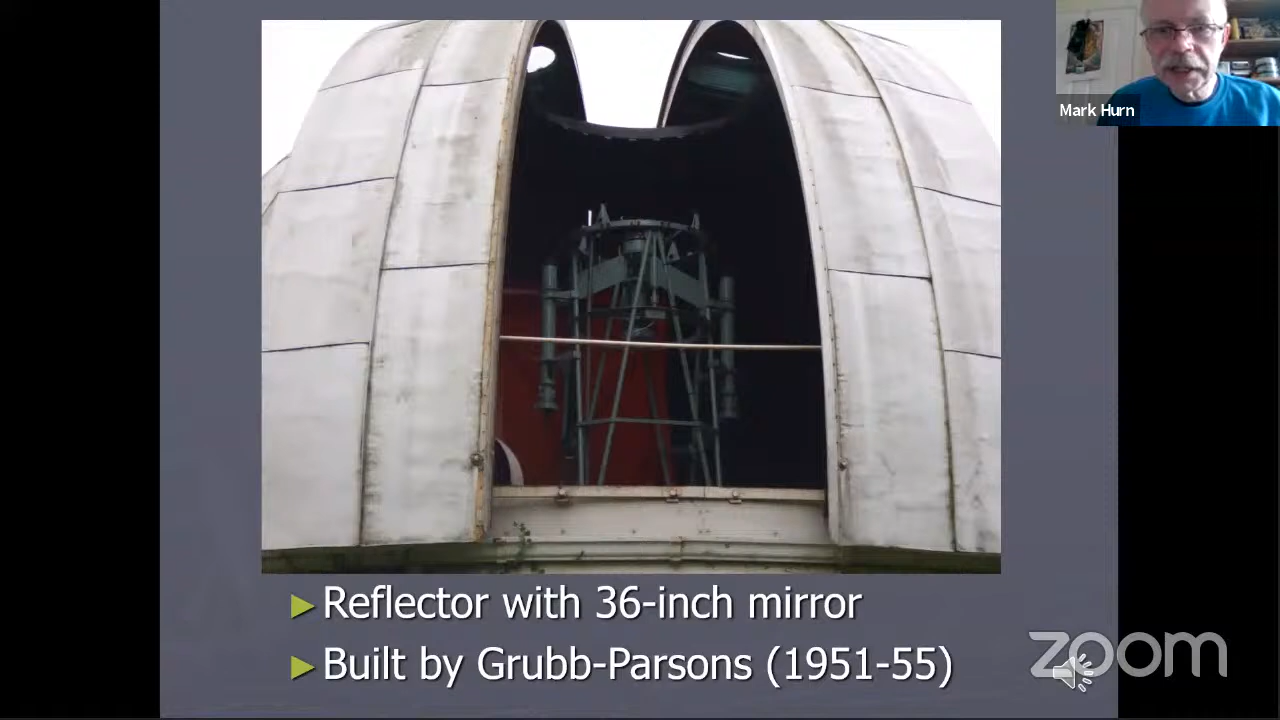 Mark Hurn
Reflector with 36-inch mirror
Built by Grubb-Parsons (1951-55)
zoom